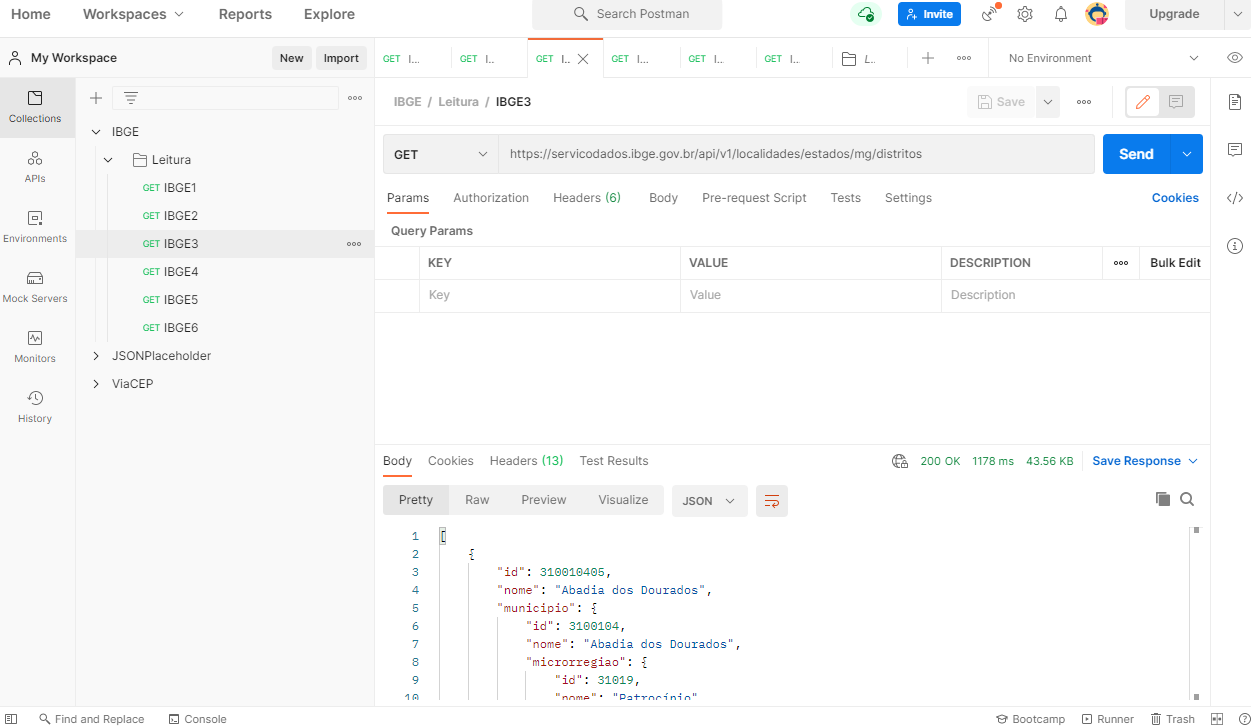 Home Workspaces Reports Explore Search Postman Invite Upgrade
My Workspace New Import GET I... GET I.. GET I.. GET I... GET I... GET I.. L.. No Environment
Collections
APIs
Environments
Mock Servers
Monitors
History
IBGE
Leitura
GET IBGE1
GET IBGE2
GET IBGE3
GET IBGE4
GET IBGE5
GET IBGE6
JSONPlaceholder
ViaCEP
IBGE / Leitura / IBGE3 Save
GET https://servicodados.ibge.gov.br/api/v1/localidades/estados/mg/distritos Send
Params Authorization Headers (6) Body Pre-request Script Tests Settings Cookies
Query Params
KEY VALUE DESCRIPTION Bulk Edit
Key Value Description
Body Cookies Headers (13) Test Results 200 OK 1178 ms 43.56 KB Save Response
Pretty Raw Preview Visualize JSON
1 [
2 {
3 "id": 310010405,
4 "nome": "Abadia dos Dourados",
5 "municipio": {
6 "id": 3100104,
7 "nome": "Abadia dos Dourados",
8 "microrregiao": {
9 "id": 31019,
10 "nome": "Patrocínio"
Find and Replace Console Bootcamp Runner Trash